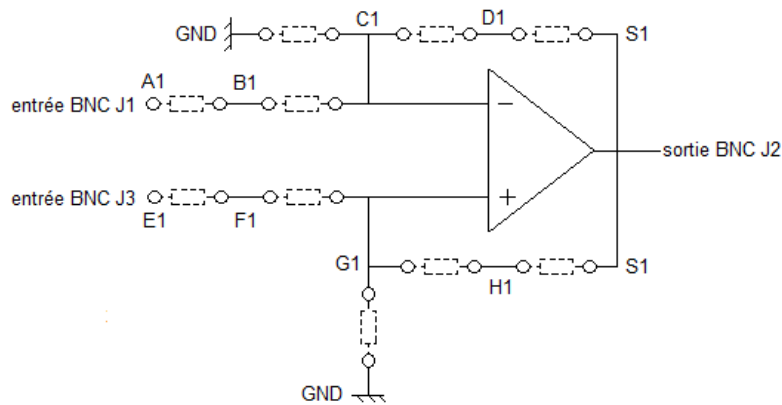 C1
D1
GND
S1
A1
B1
entrée BNC J1
−
sortie BNC J2
entrée BNC J3
+
E1
F1
G1
S1
H1
GND